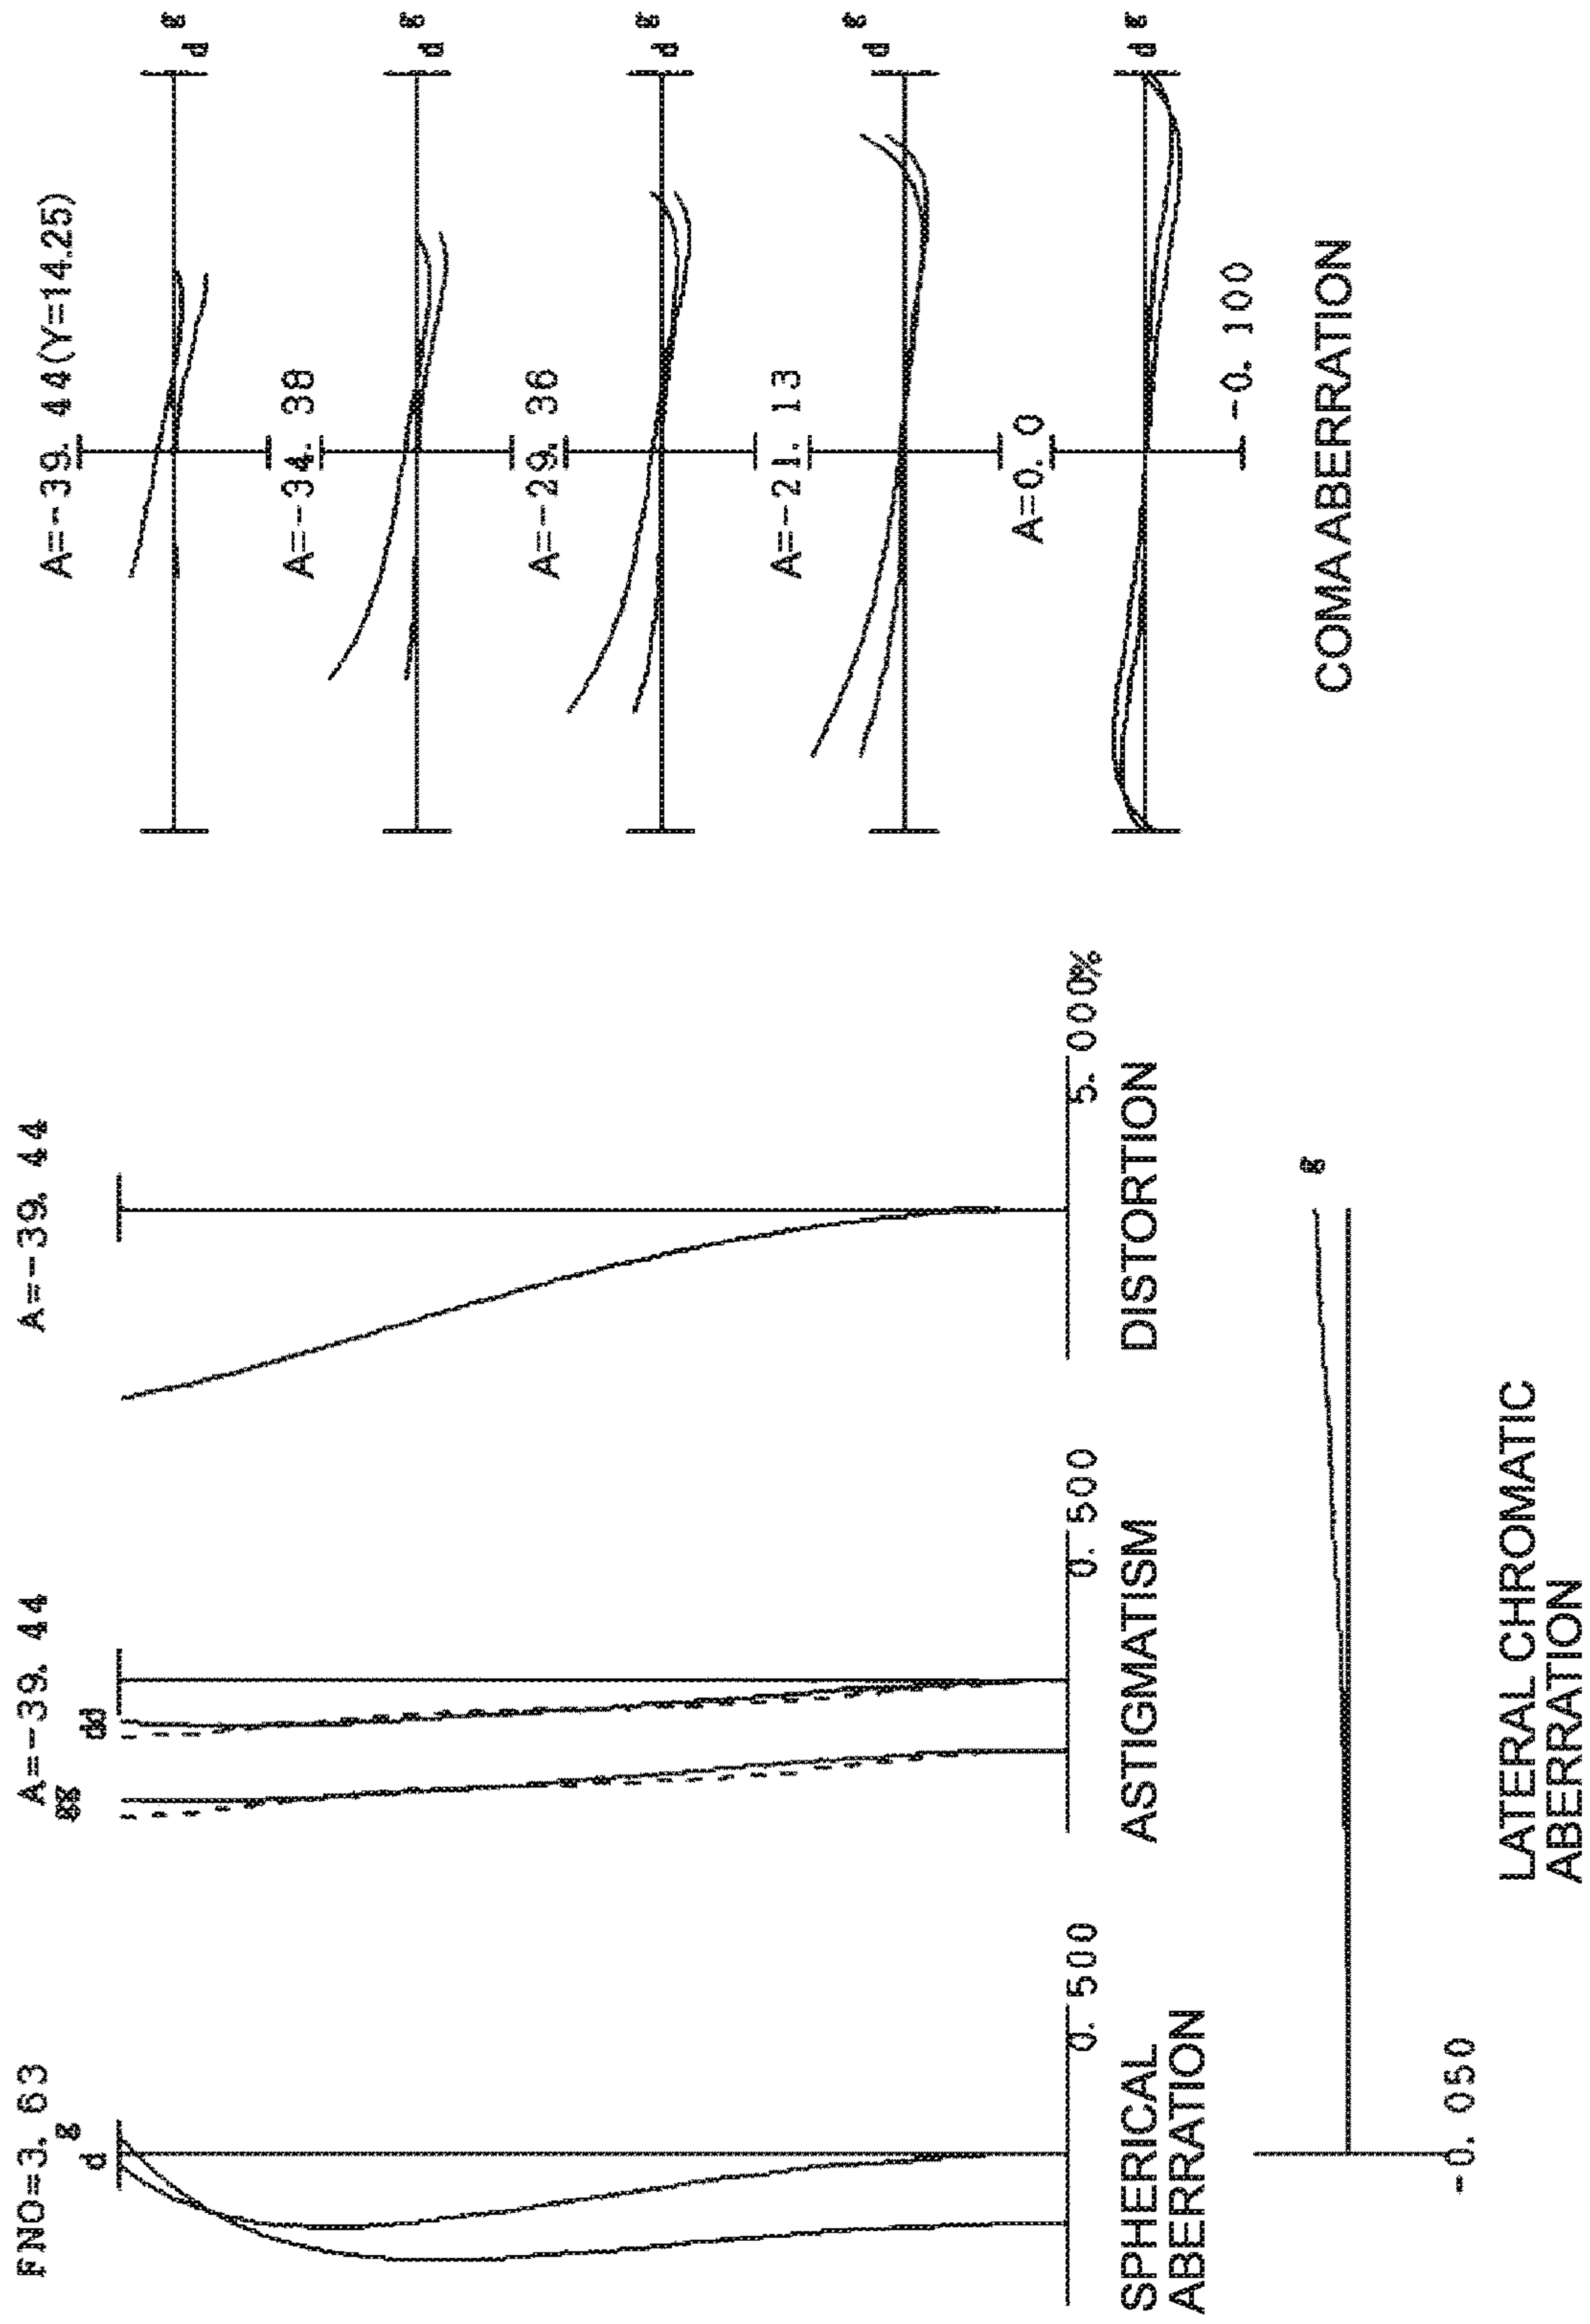 FNO=3. 63
g
d
0. 500
SPHERICAL
ABERRATION
A=-39. 44
gg
dd
0. 500
ASTIGMATISM
A=-39. 44
5. 000%
DISTORTION
A=-39. 44(Y=14.25)
g
d
A=-34. 38
g
d
A=-29. 36
g
d
A=-21. 13
g
d
A=0. 0
g
d
-0. 100
COMA ABERRATION
g
-0. 050
LATERAL CHROMATIC
ABERRATION